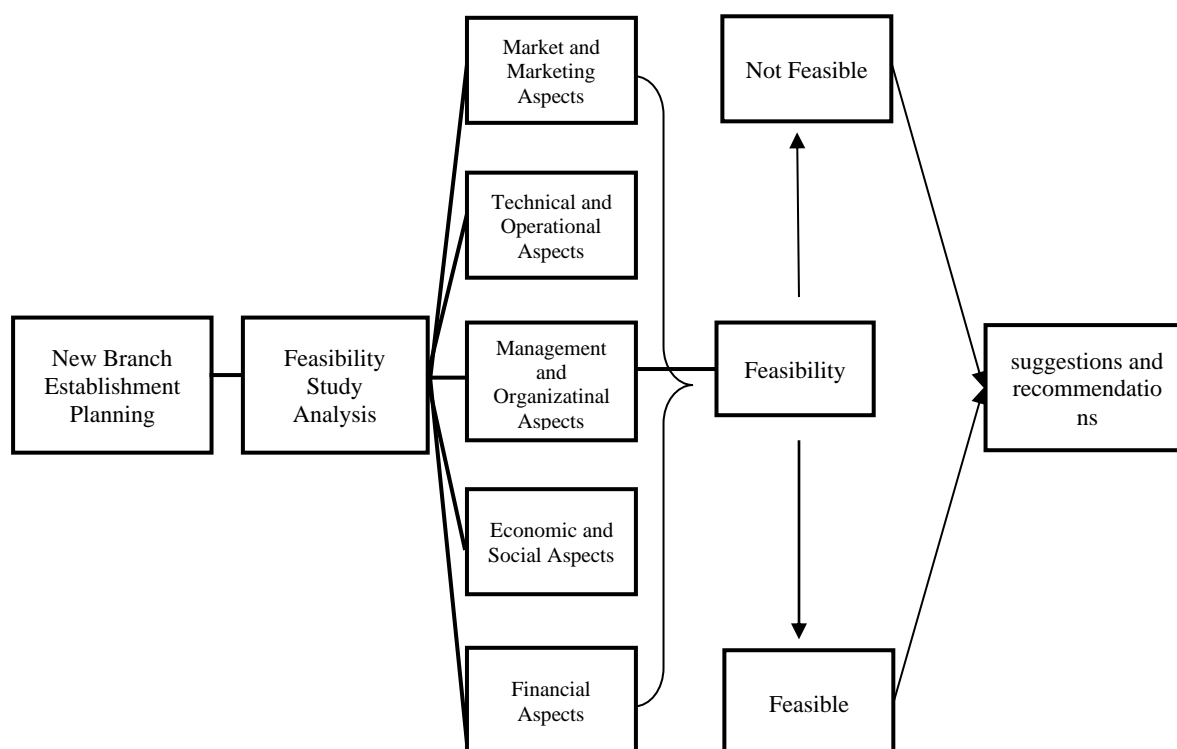 New Branch
Establishment
Planning
Feasibility
Study
Analysis
Market and
Marketing
Aspects
Technical and
Operational
Aspects
Management
and
Organizatinal
Aspects
Economic and
Social Aspects
Financial
Aspects
Not Feasible
Feasibility
Feasible
suggestions and
recommendatio
ns